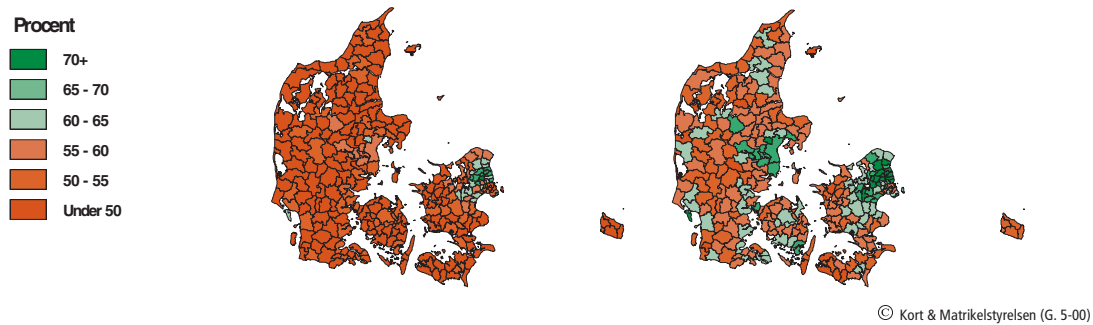 Procent
70+
65 - 70
60 - 65
55 - 60
50 - 55
Under 50
© Kort & Matrikelstyrelsen (G. 5-00)